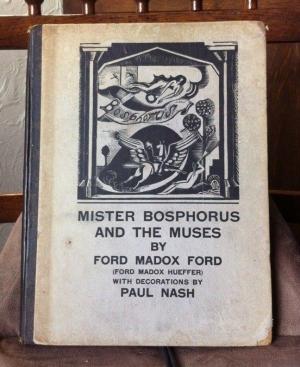 BOSPHORUS
MISTER BOSPHORUS
AND THE MUSES
BY
FORD MADOX FORD
(FORD MADOX HUEFFER)
WITH DECORATIONS BY
PAUL NASH